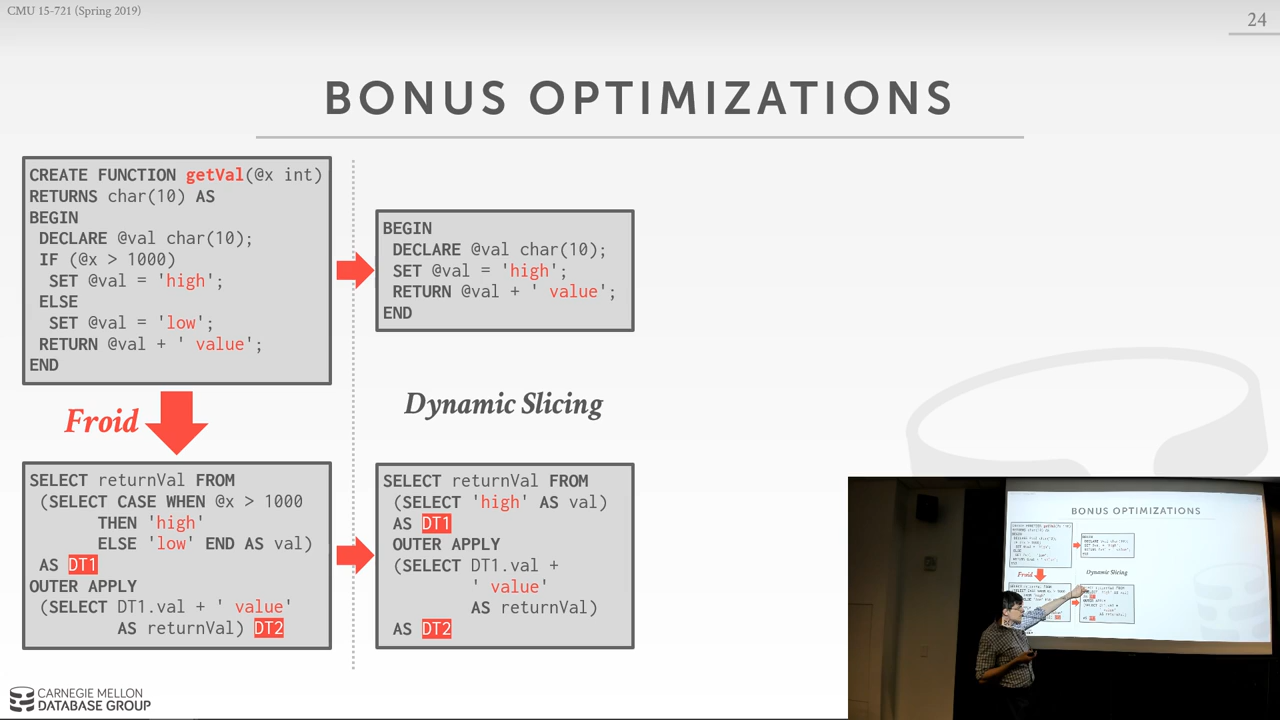 CMU 15-721 (Spring 2019)
24
BONUS OPTIMIZATIONS
CREATE FUNCTION getVal(@x int)
RETURNS char(10) AS
BEGIN
DECLARE @val char(10);
IF (@x > 1000)
SET @val = 'high';
ELSE
SET @val = 'low';
RETURN @val + ' value';
END
Froid
SELECT returnVal FROM
(SELECT CASE WHEN @x > 1000
THEN 'high'
ELSE 'low' END AS val)
AS DT1
OUTER APPLY
(SELECT DT1.val + ' value'
AS returnVal) DT2
BEGIN
DECLARE @val char(10);
SET @val = 'high';
RETURN @val + ' value';
END
Dynamic Slicing
SELECT returnVal FROM
(SELECT 'high' AS val)
AS DT1
OUTER APPLY
(SELECT DT1.val +
' value'
AS returnVal)
AS DT2
CARNEGIE MELLON
DATABASE GROUP
BONUS OPTIMIZATIONS
Froid
Dynamic Slicing